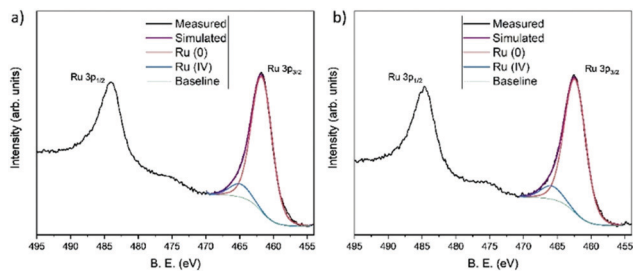 a)
Measured
Simulated
Ru (0)
Ru (IV)
Baseline
Ru 3p1/2
Ru 3p3/2
Intensity (arb. units)
495 490 485 480 475 470 465 460 455
B. E. (eV)
b)
Measured
Simulated
Ru (0)
Ru (IV)
Baseline
Ru 3p1/2
Ru 3p3/2
Intensity (arb. units)
495 490 485 480 475 470 465 460 455
B. E. (eV)